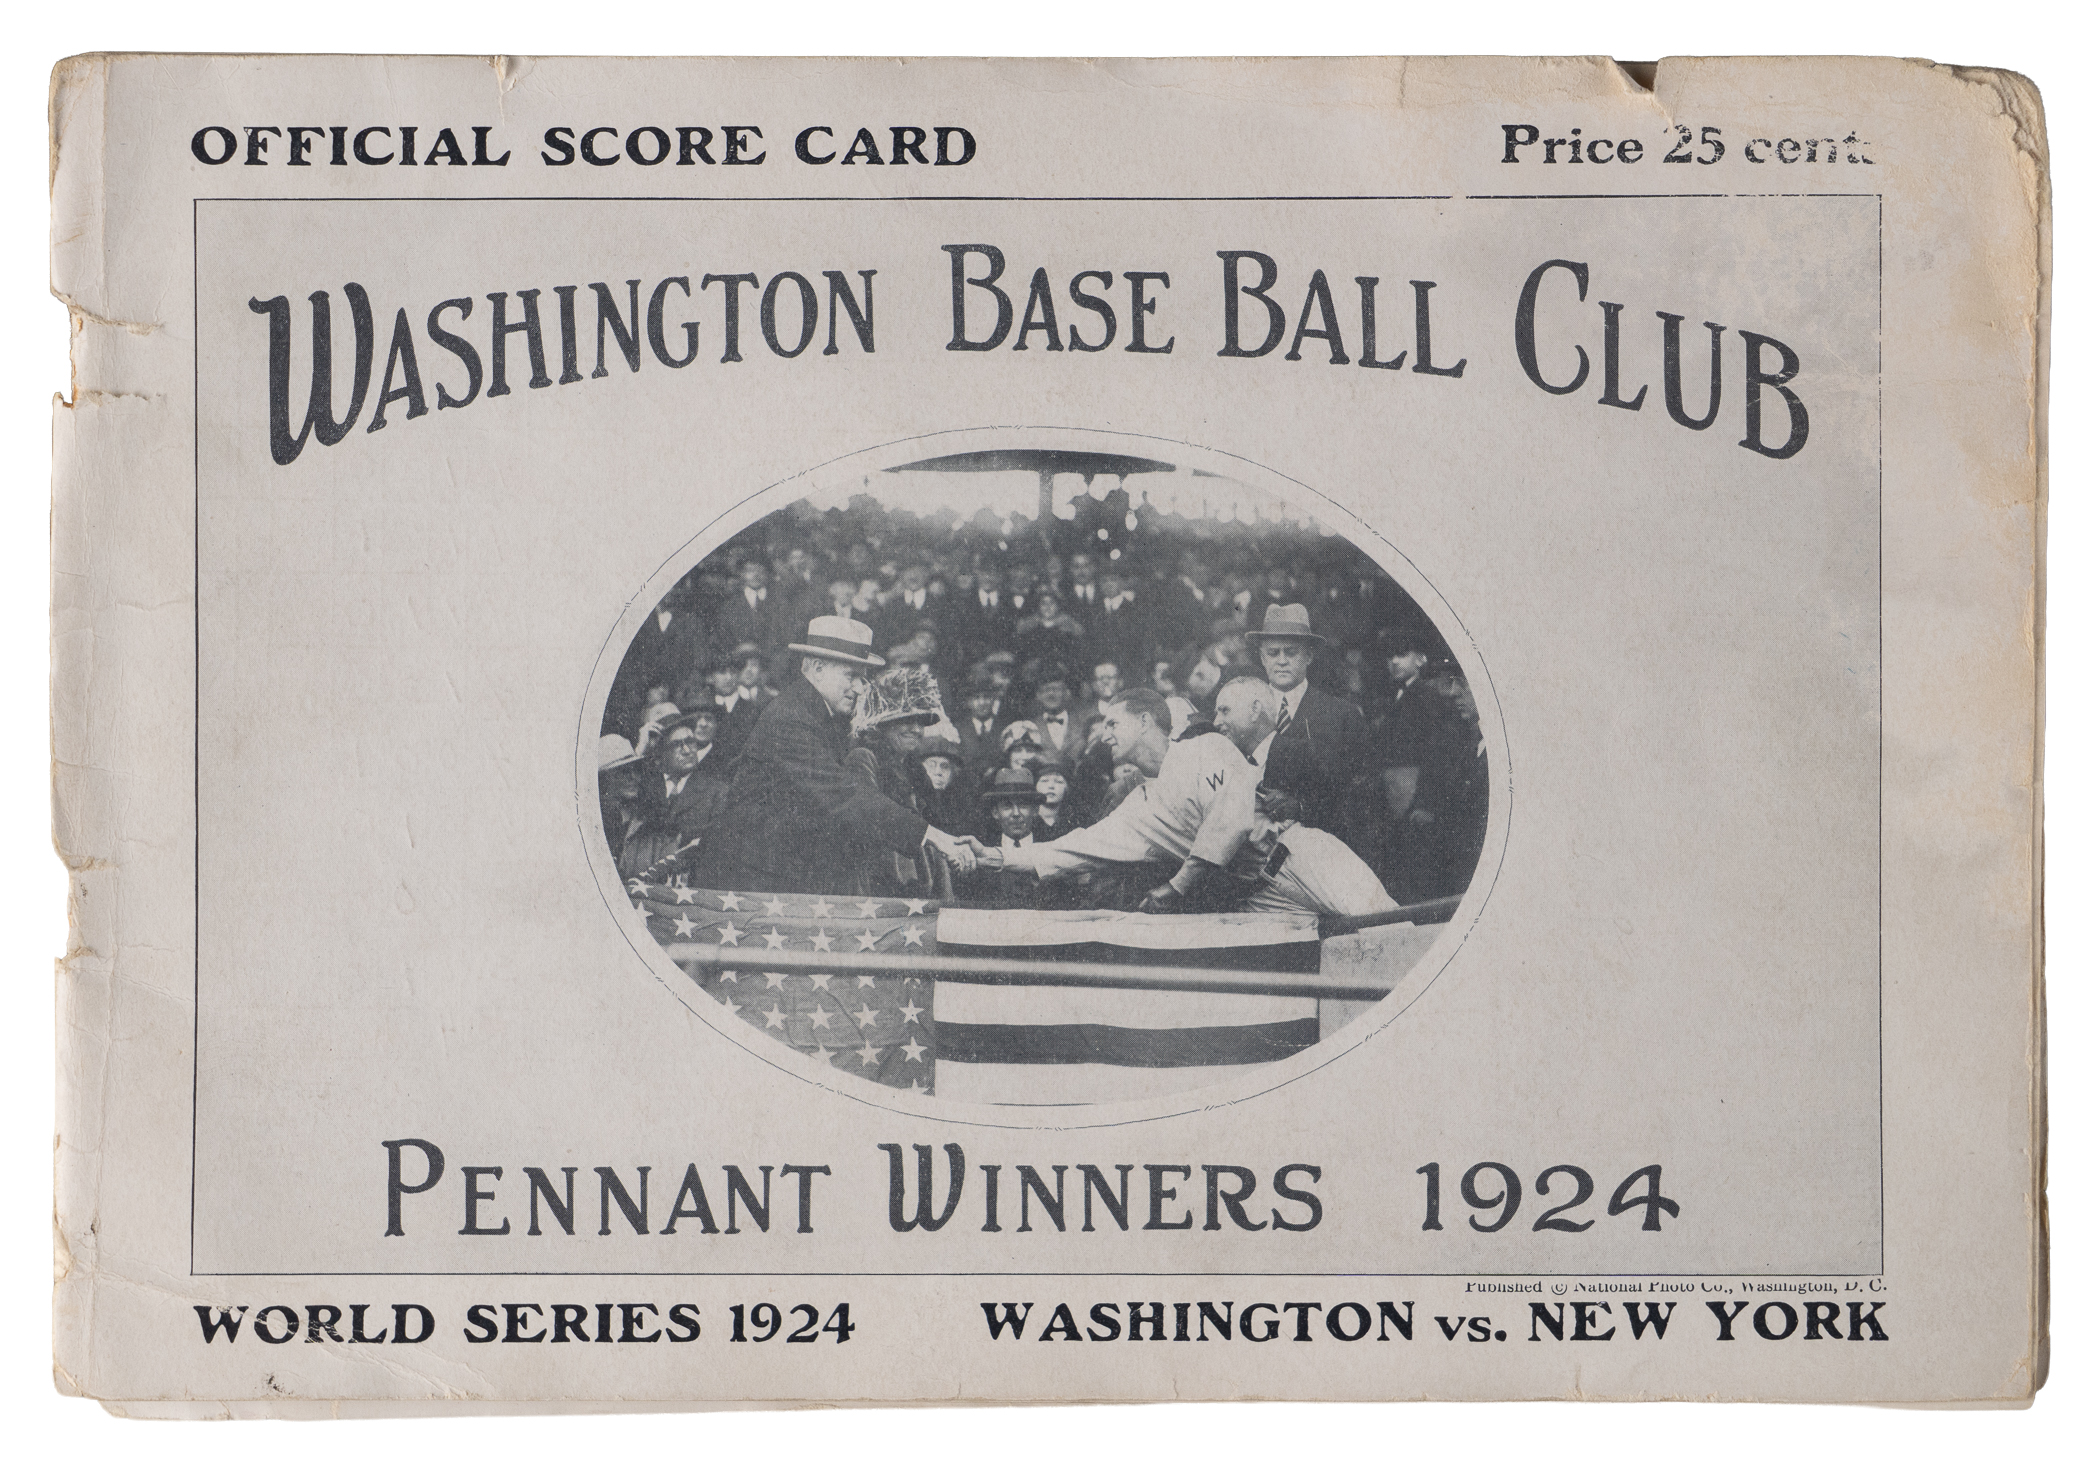 OFFICIAL SCORE CARD
Price 25 cents
WASHINGTON BASE BALL CLUB
W
PENNANT WINNERS 1924
Published © National Photo Co., Washington, D. C.
WORLD SERIES 1924
WASHINGTON vs. NEW YORK